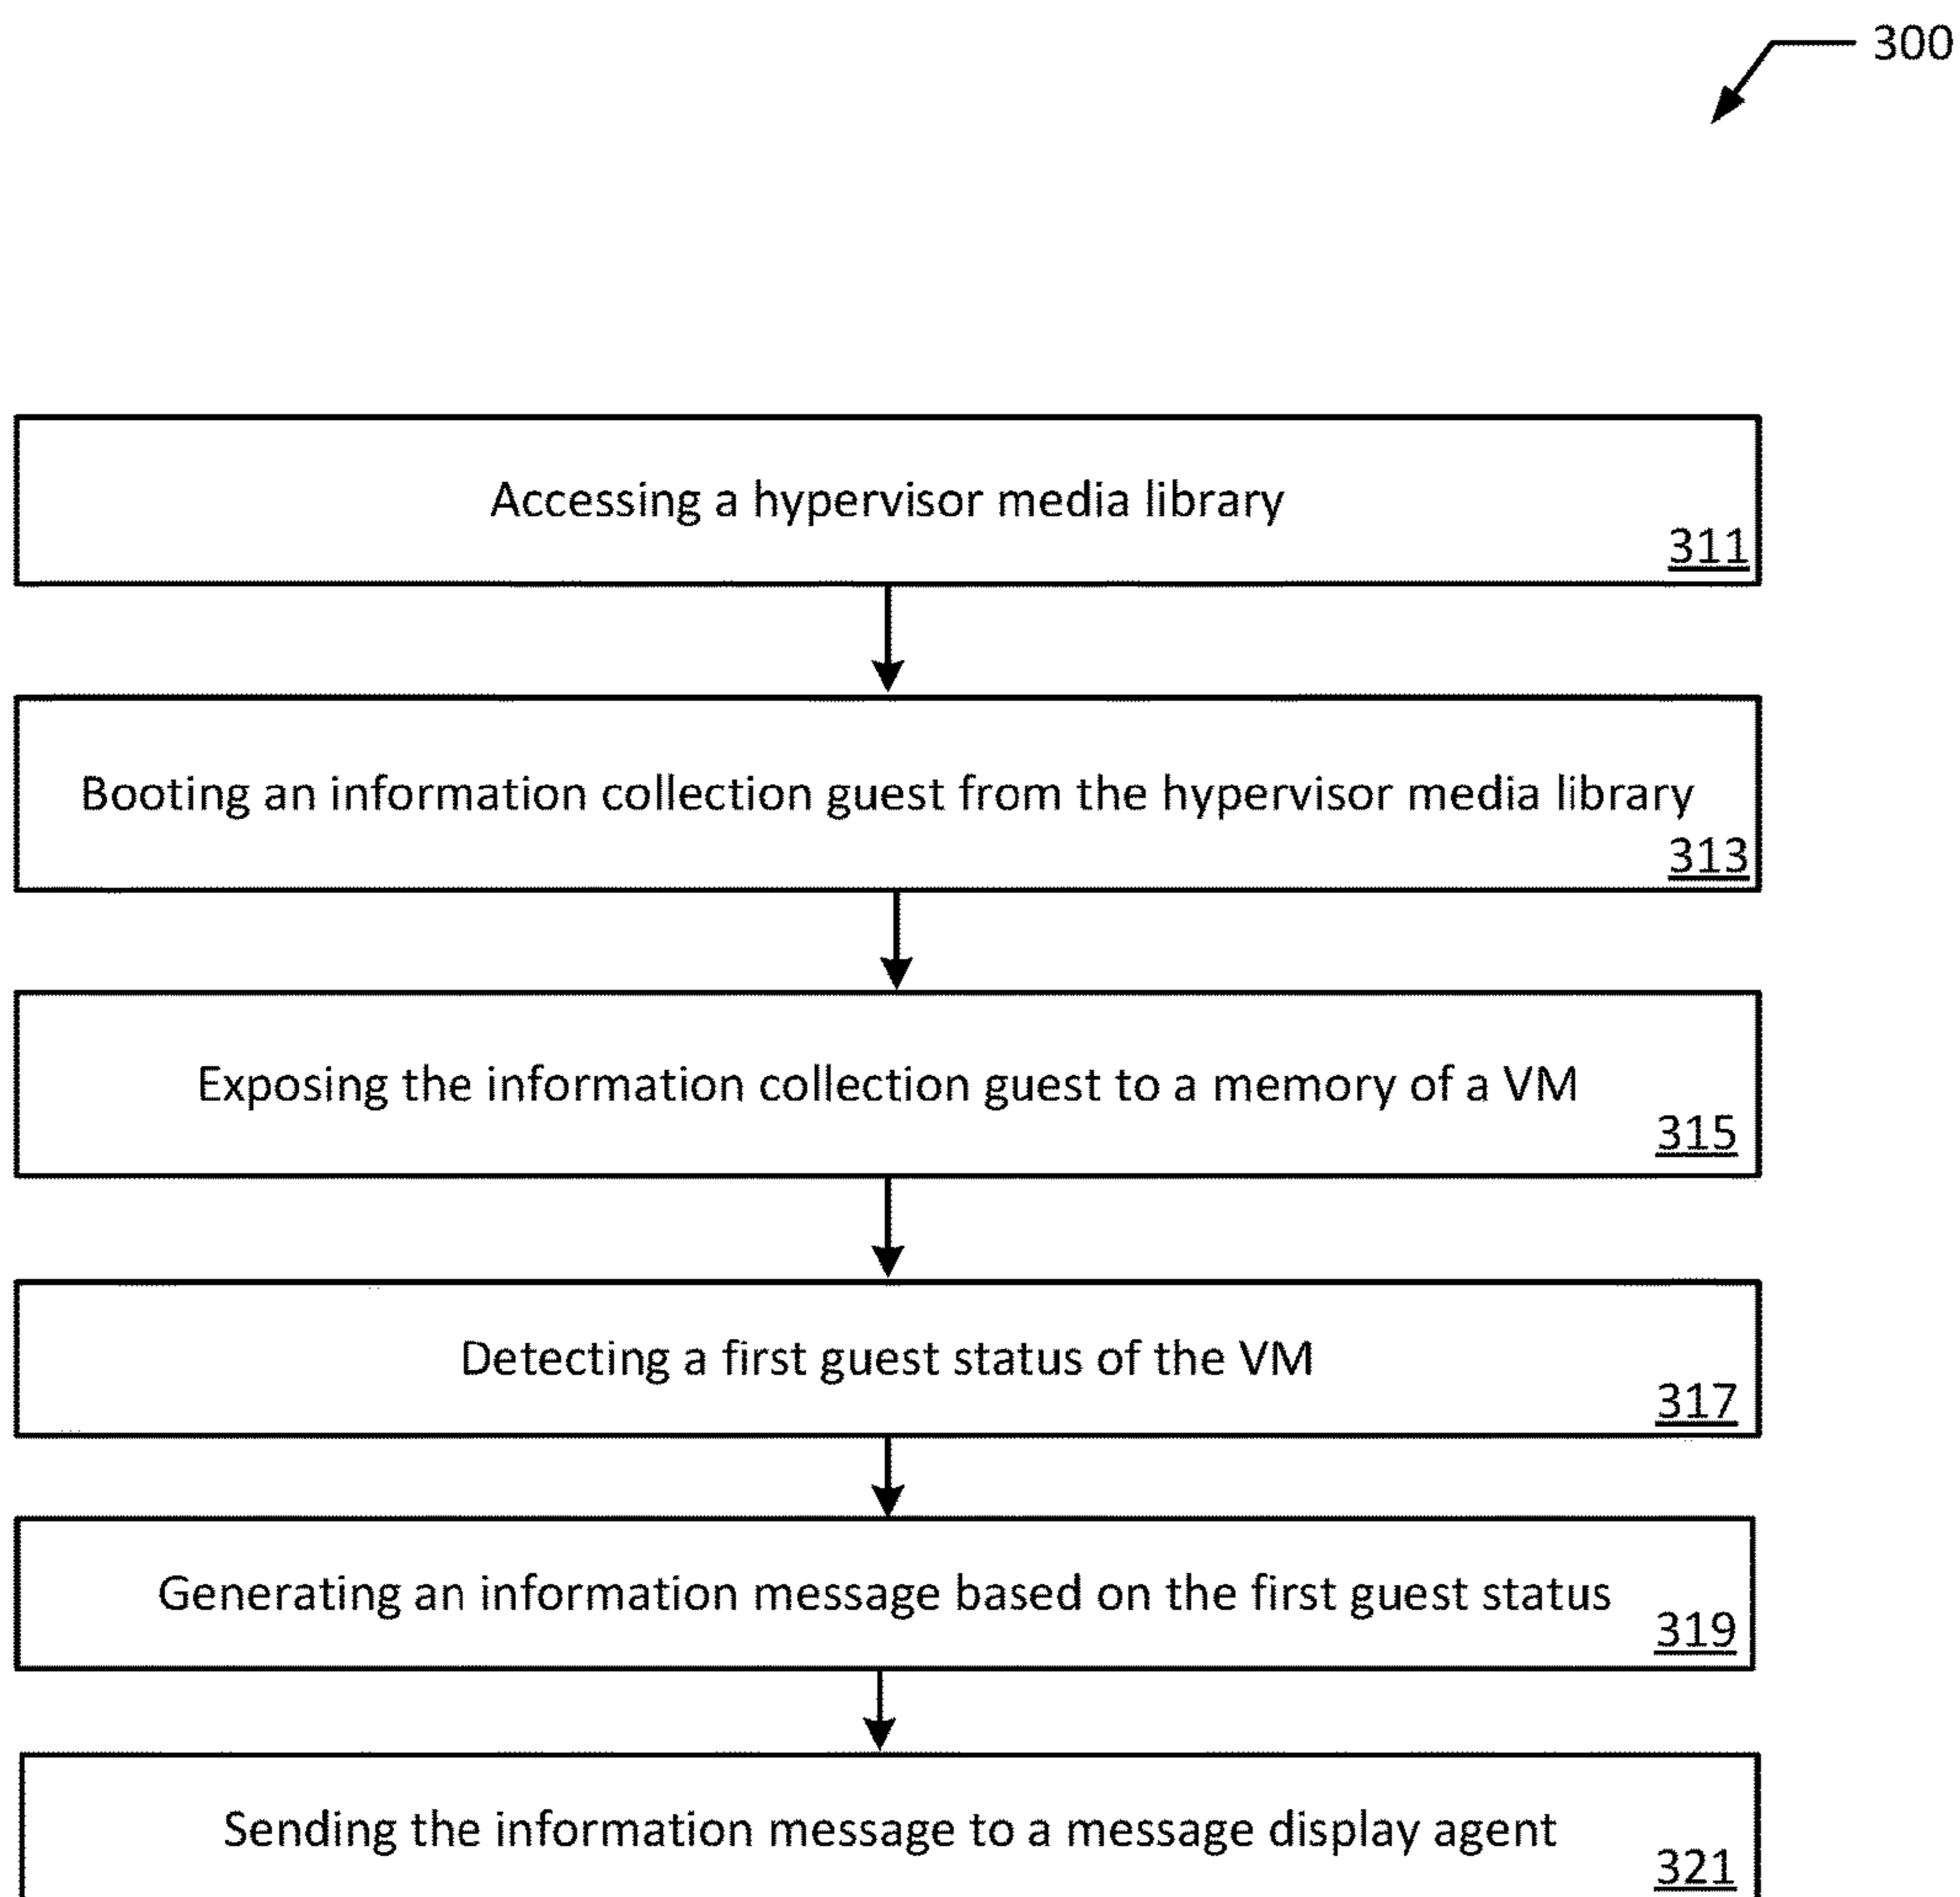 300
Accessing a hypervisor media library
311
Booting an information collection guest from the hypervisor media library
313
Exposing the information collection guest to a memory of a VM
315
Detecting a first guest status of the VM
317
Generating an information message based on the first guest status
319
Sending the information message to a message display agent
321